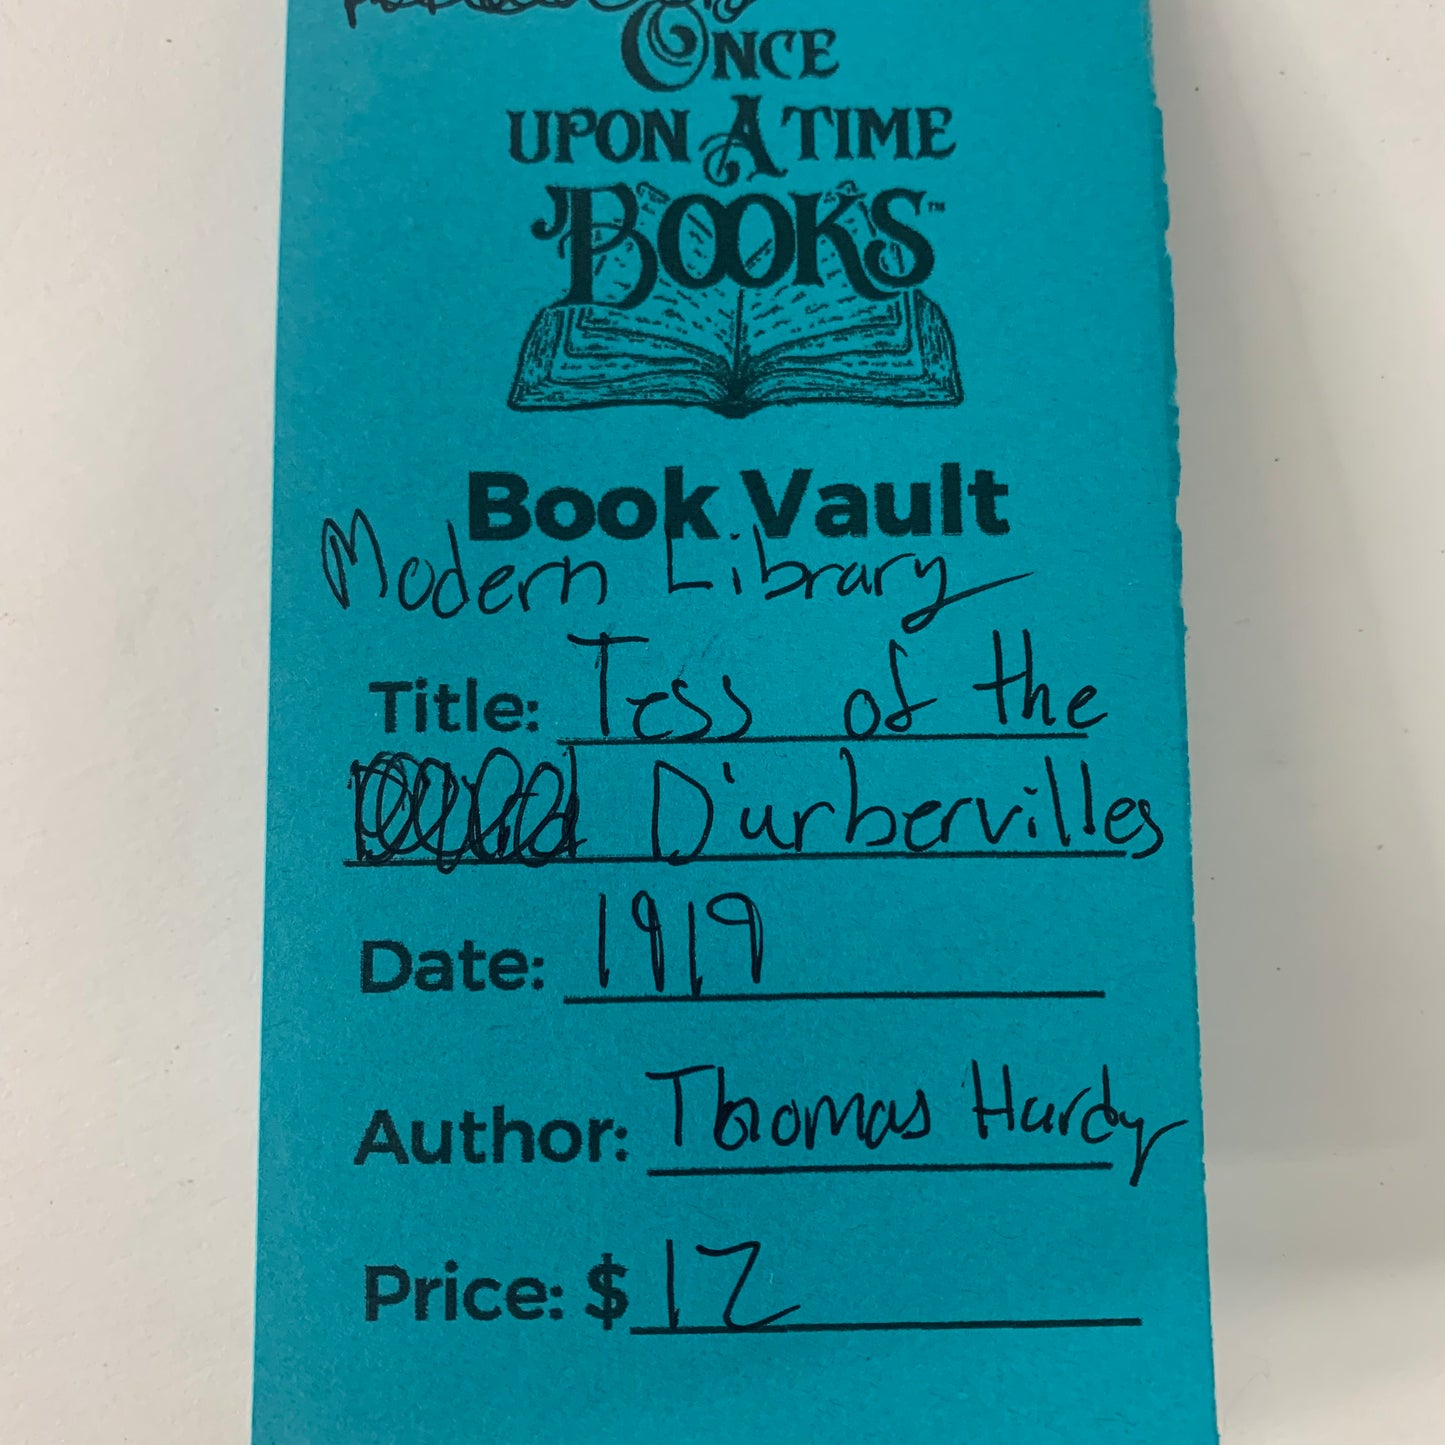 ONCE
UPON A TIME
BOOKS™
Book Vault
Modern Library
Title: Tess of the
D'urbervilles
Date: 1919
Author: Thomas Hardy
Price: $12